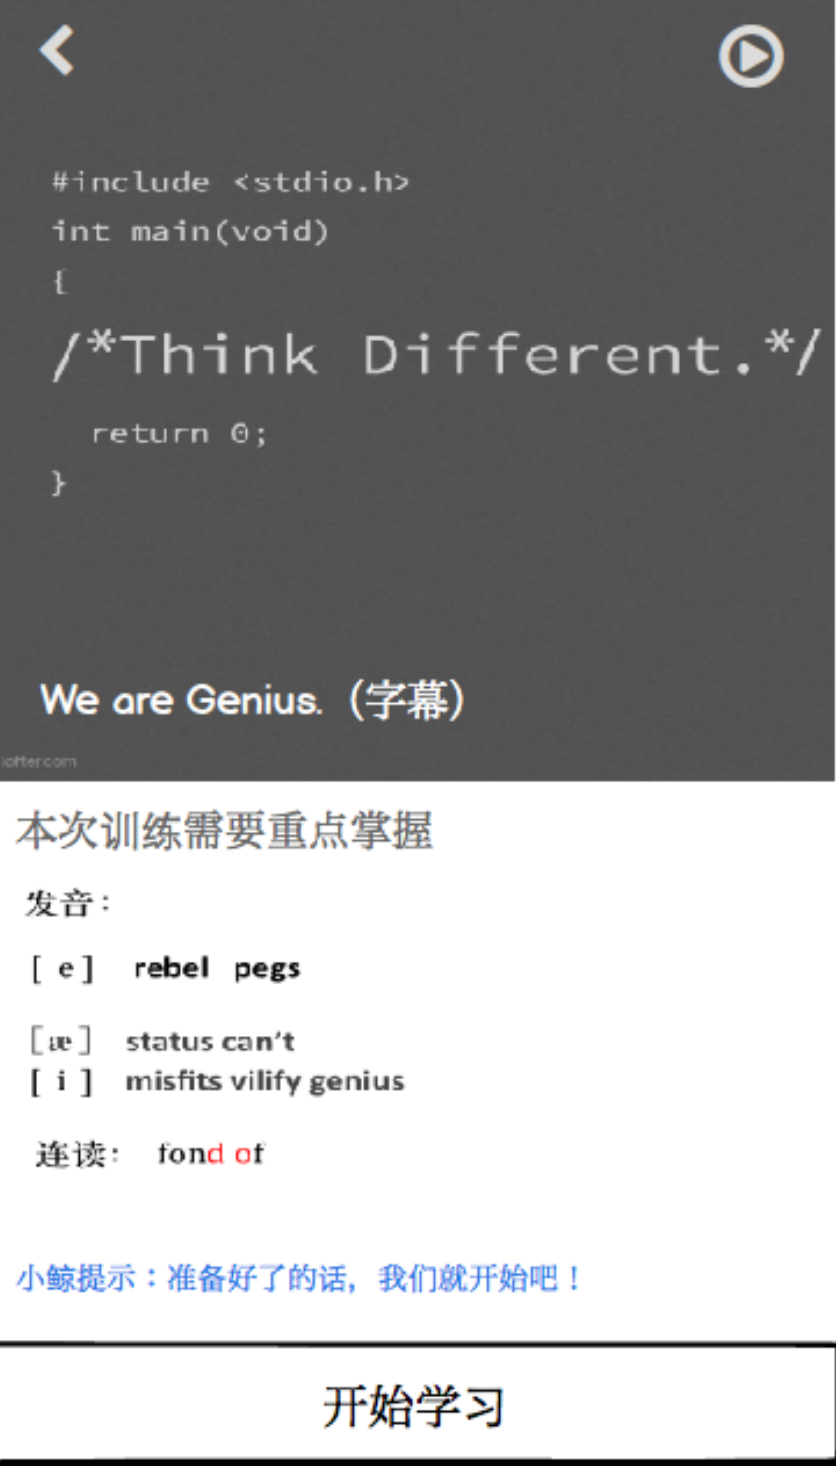 #include <stdio.h>
int main(void)
{
/*Think Different.*/
return 0;
}
We are Genius.（字幕）
lofter.com
本次训练需要重点掌握
发音：
[ e ] rebel pegs
[æ] status can't
[ i ] misfits vilify genius
连读： fond of
小鲸提示：准备好了的话，我们就开始吧！
开始学习